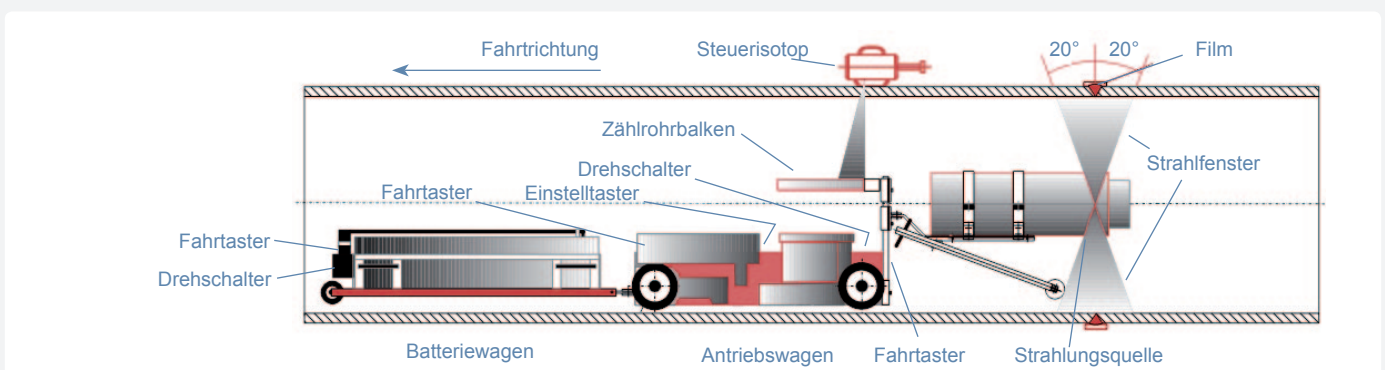 Fahrtrichtung
Steuerisotop
20°
20°
Film
Zählrohrbalken
Drehschalter
Strahlfenster
Fahrtaster
Einstelltaster
Fahrtaster
Drehschalter
Batteriewagen
Antriebswagen
Fahrtaster
Strahlungsquelle